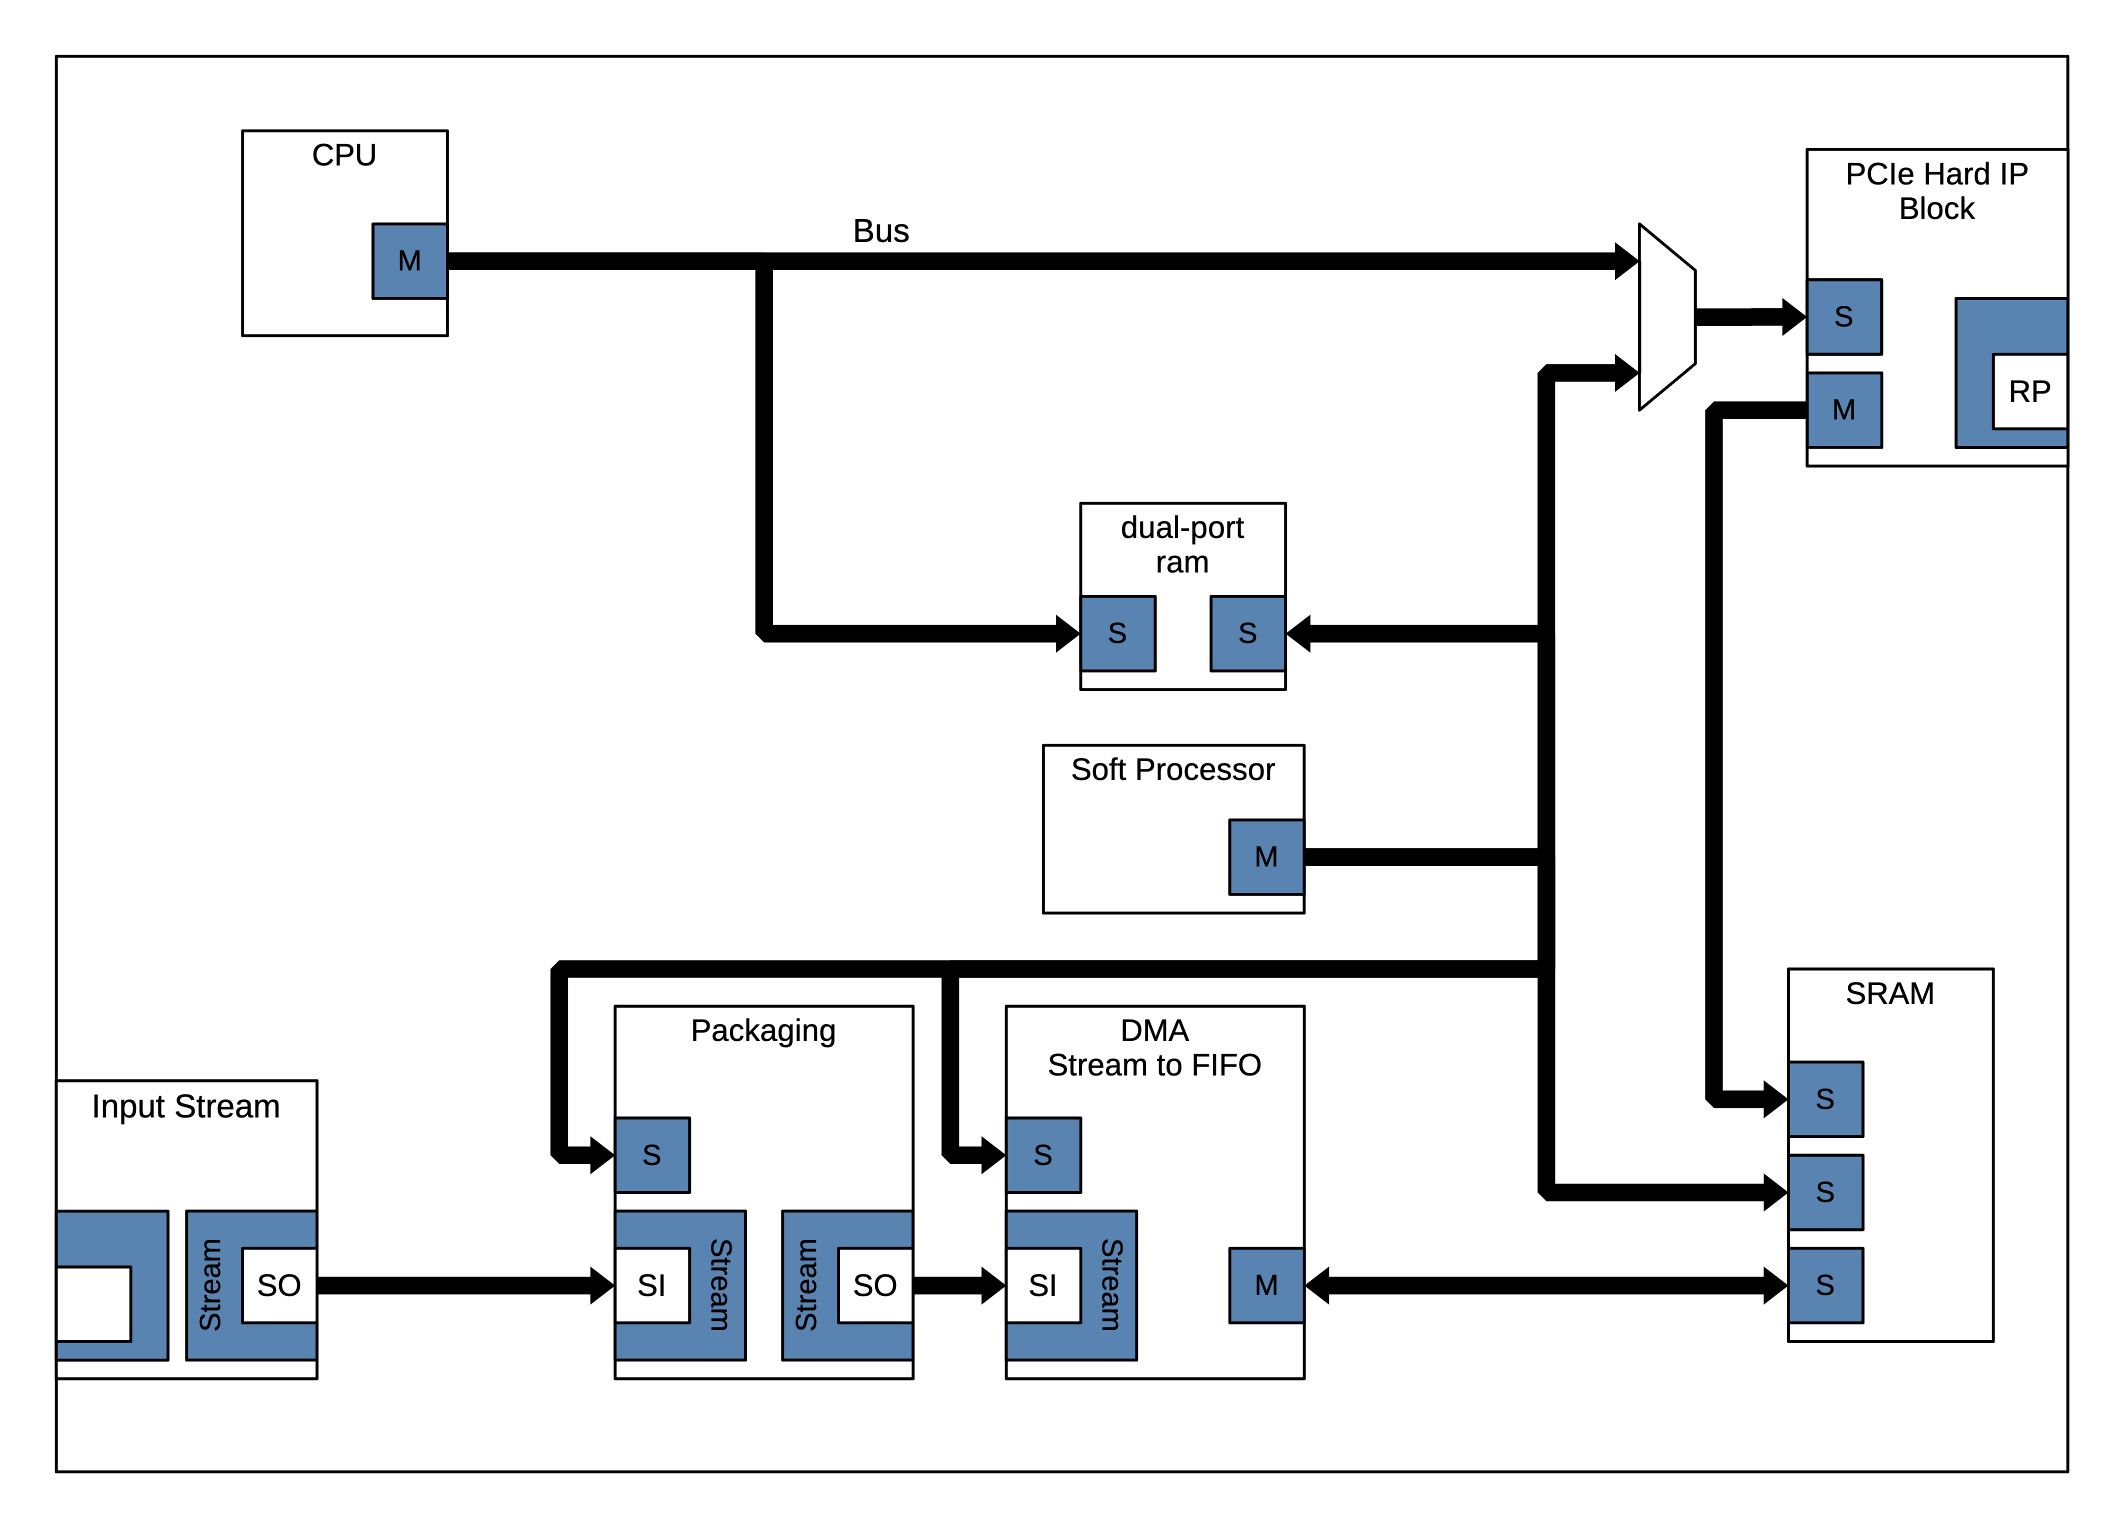 CPU
M
Bus
PCIe Hard IP
Block
S
M
RP
dual-port
ram
S
S
Soft Processor
M
SRAM
S
S
S
Packaging
S
SI
Stream
Stream
SO
DMA
Stream to FIFO
S
SI
Stream
M
Input Stream
Stream
SO